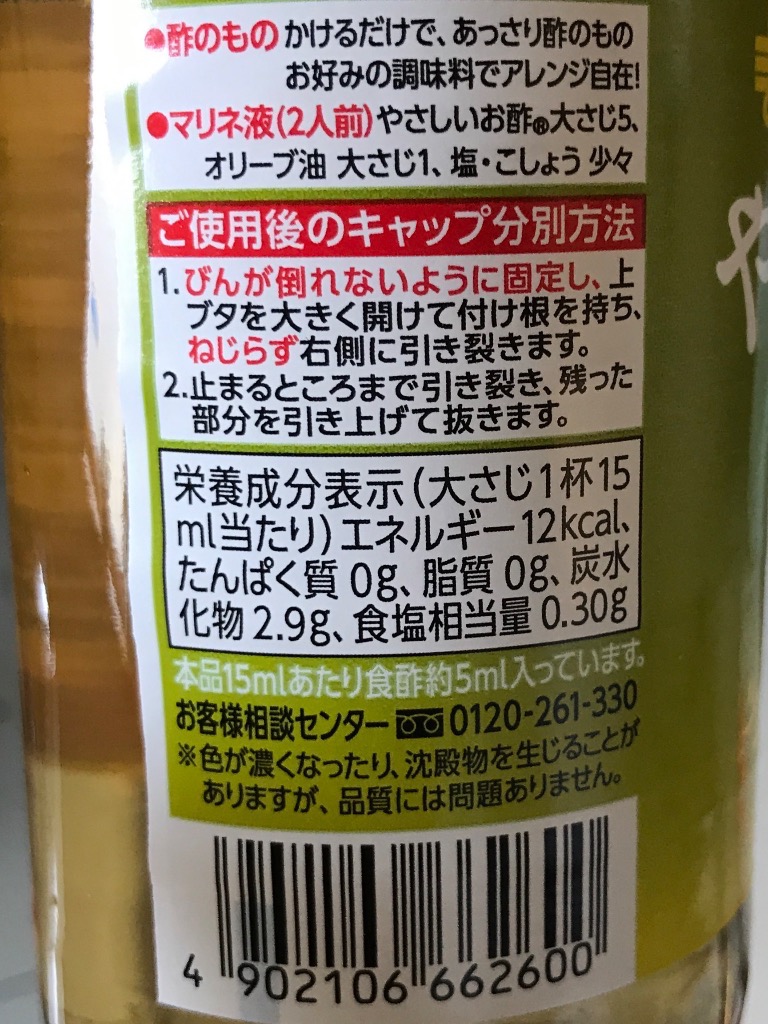 ●酢のもの かけるだけで、あっさり酢のもの
お好みの調味料でアレンジ自在!
●マリネ液(2人前)やさしいお酢®大さじ5、
オリーブ油 大さじ1、塩・こしょう 少々
ご使用後のキャップ分別方法
1.びんが倒れないように固定し、上
ブタを大きく開けて付け根を持ち、
ねじらず右側に引き裂きます。
2.止まるところまで引き裂き、残った
部分を引き上げて抜きます。
栄養成分表示(大さじ1杯15
ml当たり)エネルギー12kcal、
たんぱく質 0g、脂質 0g、炭水
化物 2.9g、食塩相当量 0.30g
本品15mlあたり食酢約5ml入っています。
お客様相談センター 0120-261-330
※色が濃くなったり、沈殿物を生じることが
ありますが、品質には問題ありません。
4 902106 662600